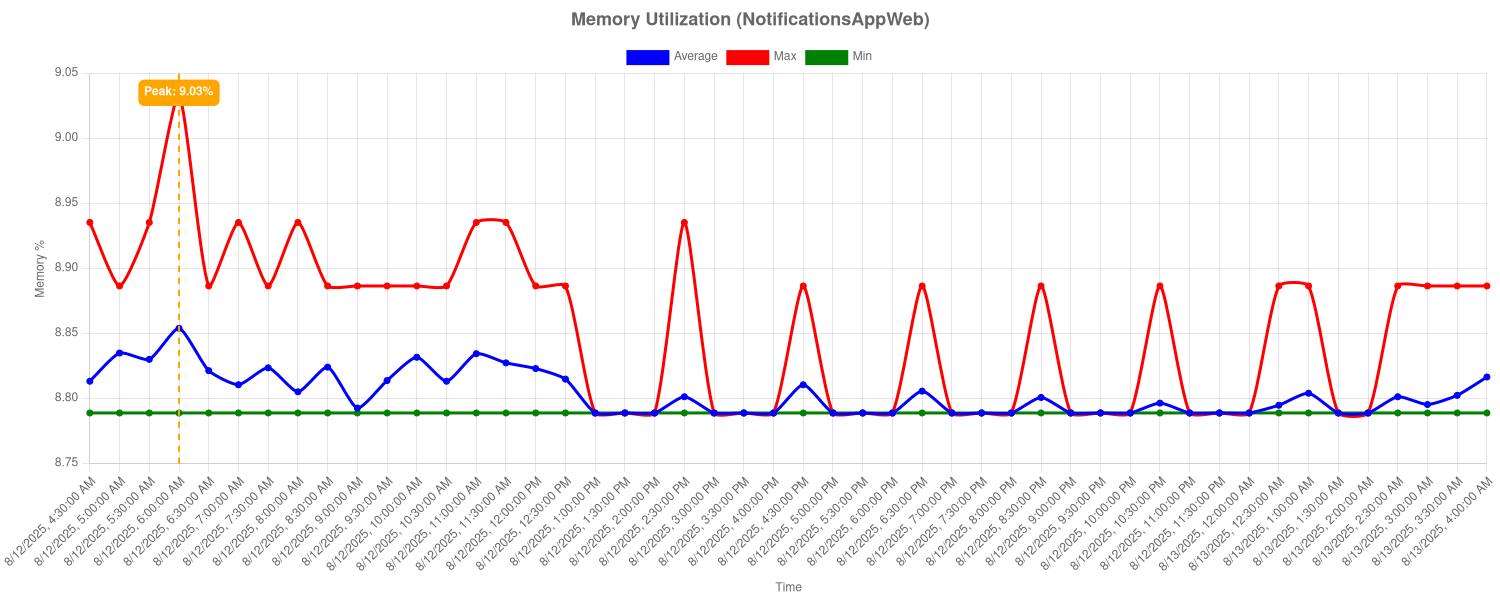 Memory Utilization (NotificationsAppWeb)
Average Max Min
Peak: 9.03%
9.05
9.00
8.95
8.90
8.85
8.80
8.75
Memory %
8/12/2025, 4:30:00 AM
8/12/2025, 5:00:00 AM
8/12/2025, 5:30:00 AM
8/12/2025, 6:00:00 AM
8/12/2025, 6:30:00 AM
8/12/2025, 7:00:00 AM
8/12/2025, 7:30:00 AM
8/12/2025, 8:00:00 AM
8/12/2025, 8:30:00 AM
8/12/2025, 9:00:00 AM
8/12/2025, 9:30:00 AM
8/12/2025, 10:00:00 AM
8/12/2025, 10:30:00 AM
8/12/2025, 11:00:00 AM
8/12/2025, 11:30:00 AM
8/12/2025, 12:00:00 PM
8/12/2025, 12:30:00 PM
8/12/2025, 1:00:00 PM
8/12/2025, 1:30:00 PM
8/12/2025, 2:00:00 PM
8/12/2025, 2:30:00 PM
8/12/2025, 3:00:00 PM
8/12/2025, 3:30:00 PM
8/12/2025, 4:00:00 PM
8/12/2025, 4:30:00 PM
8/12/2025, 5:00:00 PM
8/12/2025, 5:30:00 PM
8/12/2025, 6:00:00 PM
8/12/2025, 6:30:00 PM
8/12/2025, 7:00:00 PM
8/12/2025, 7:30:00 PM
8/12/2025, 8:00:00 PM
8/12/2025, 8:30:00 PM
8/12/2025, 9:00:00 PM
8/12/2025, 9:30:00 PM
8/12/2025, 10:00:00 PM
8/12/2025, 10:30:00 PM
8/12/2025, 11:00:00 PM
8/12/2025, 11:30:00 PM
8/13/2025, 12:00:00 AM
8/13/2025, 12:30:00 AM
8/13/2025, 1:00:00 AM
8/13/2025, 1:30:00 AM
8/13/2025, 2:00:00 AM
8/13/2025, 2:30:00 AM
8/13/2025, 3:00:00 AM
8/13/2025, 3:30:00 AM
8/13/2025, 4:00:00 AM
Time